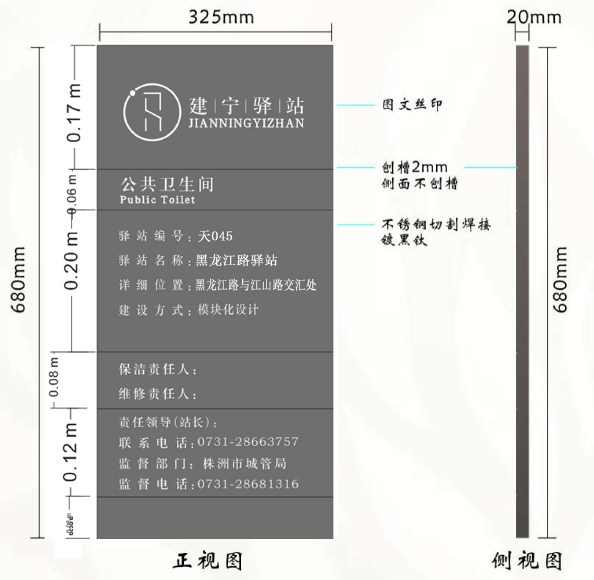 325mm
20mm
建|宁|驿|站
JIANNINGYIZHAN
图文丝印
0.17 m
刨槽2mm
侧面不刨槽
公共卫生间
Public Toilet
0.06 m
不锈钢切割焊接
镀黑钛
驿站编号：天045
驿站名称：黑龙江路驿站
详细位置：黑龙江路与江山路交汇处
建设方式：模块化设计
0.20 m
680mm
680mm
保洁责任人：
维修责任人：
0.08 m
责任领导(站长)：
联系电话：0731-28663757
监督部门：株洲市城管局
监督电话：0731-28681316
0.12 m
正视图
侧视图